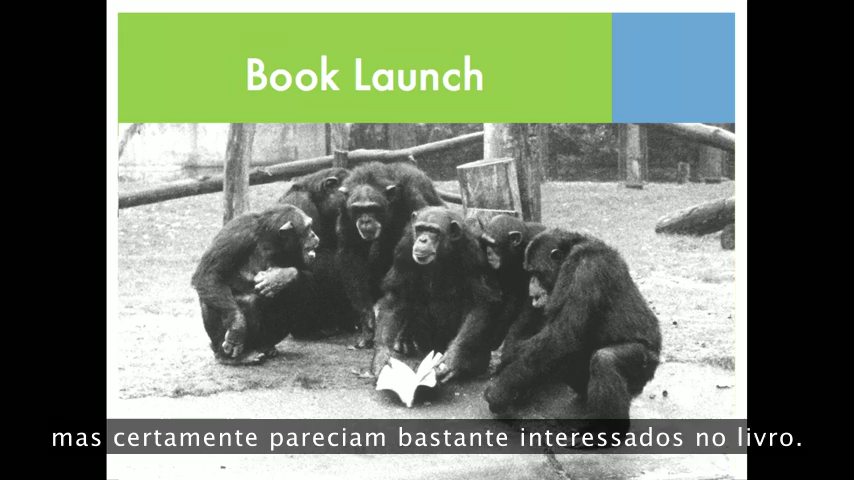 Book Launch
mas certamente pareciam bastante interessados no livro.